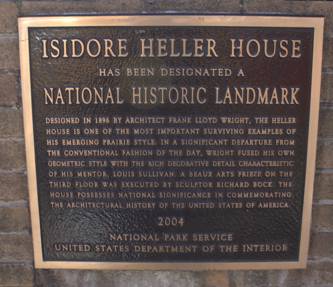 ISIDORE HELLER HOUSE
HAS BEEN DESIGNATED A
NATIONAL HISTORIC LANDMARK
DESIGNED IN 1896 BY ARCHITECT FRANK LLOYD WRIGHT, THE HELLER
HOUSE IS ONE OF THE MOST IMPORTANT SURVIVING EXAMPLES OF
HIS EMERGING PRAIRIE STYLE. IN A SIGNIFICANT DEPARTURE FROM
THE CONVENTIONAL FASHION OF THE DAY, WRIGHT FUSED HIS OWN
GEOMETRIC STYLE WITH THE RICH DECORATIVE DETAIL CHARACTERISTIC
OF HIS MENTOR, LOUIS SULLIVAN. A BEAUX ARTS FRIEZE ON THE
THIRD FLOOR WAS EXECUTED BY SCULPTOR RICHARD BOCK. THE
HOUSE POSSESSES NATIONAL SIGNIFICANCE IN COMMEMORATING
THE ARCHITECTURAL HISTORY OF THE UNITED STATES OF AMERICA.
2004
NATIONAL PARK SERVICE
UNITED STATES DEPARTMENT OF THE INTERIOR